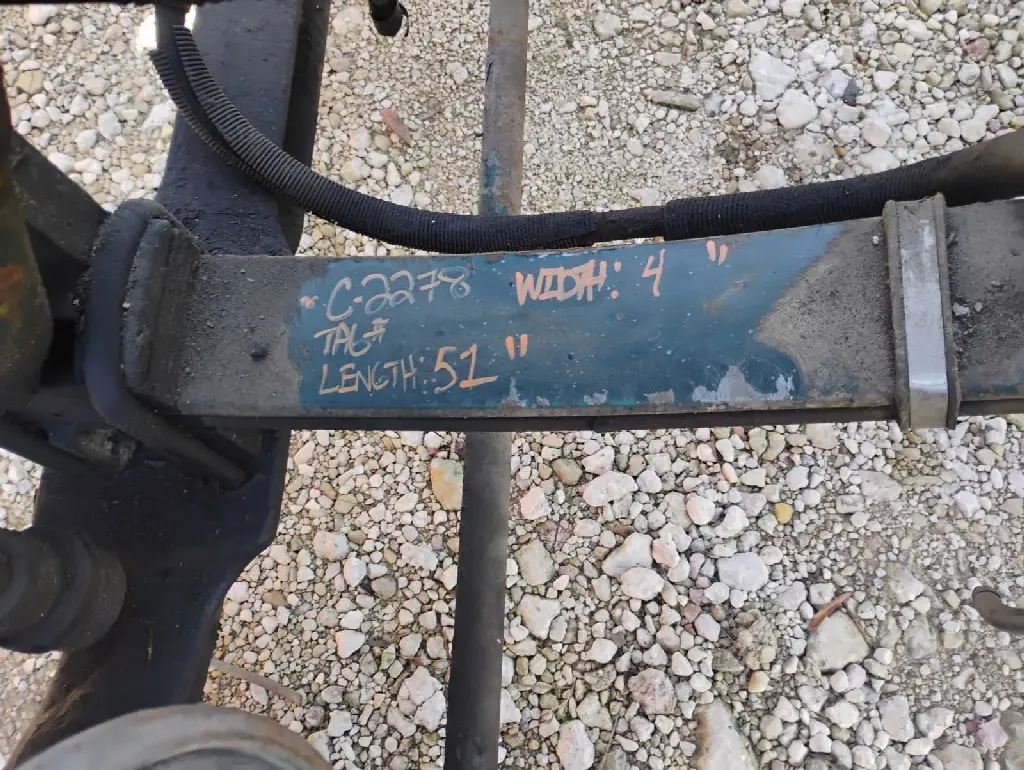 C-2278 WIDTH: 4 "
TAG#
LENGTH: 51 "